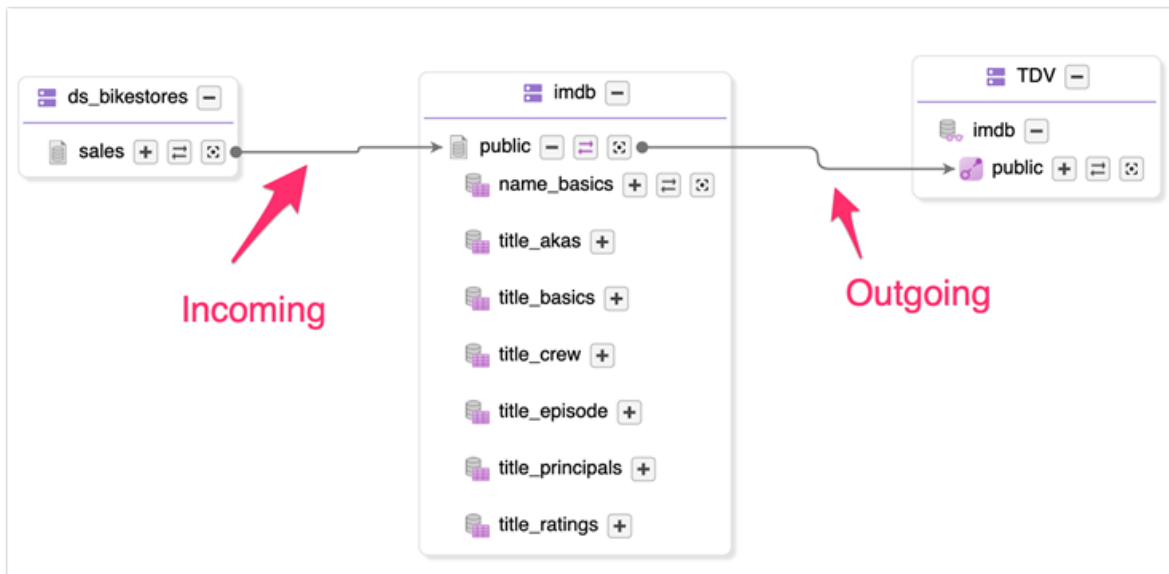 ds_bikestores
sales
Incoming
imdb
public
name_basics
title_akas
title_basics
title_crew
title_episode
title_principals
title_ratings
TDV
imdb
public
Outgoing